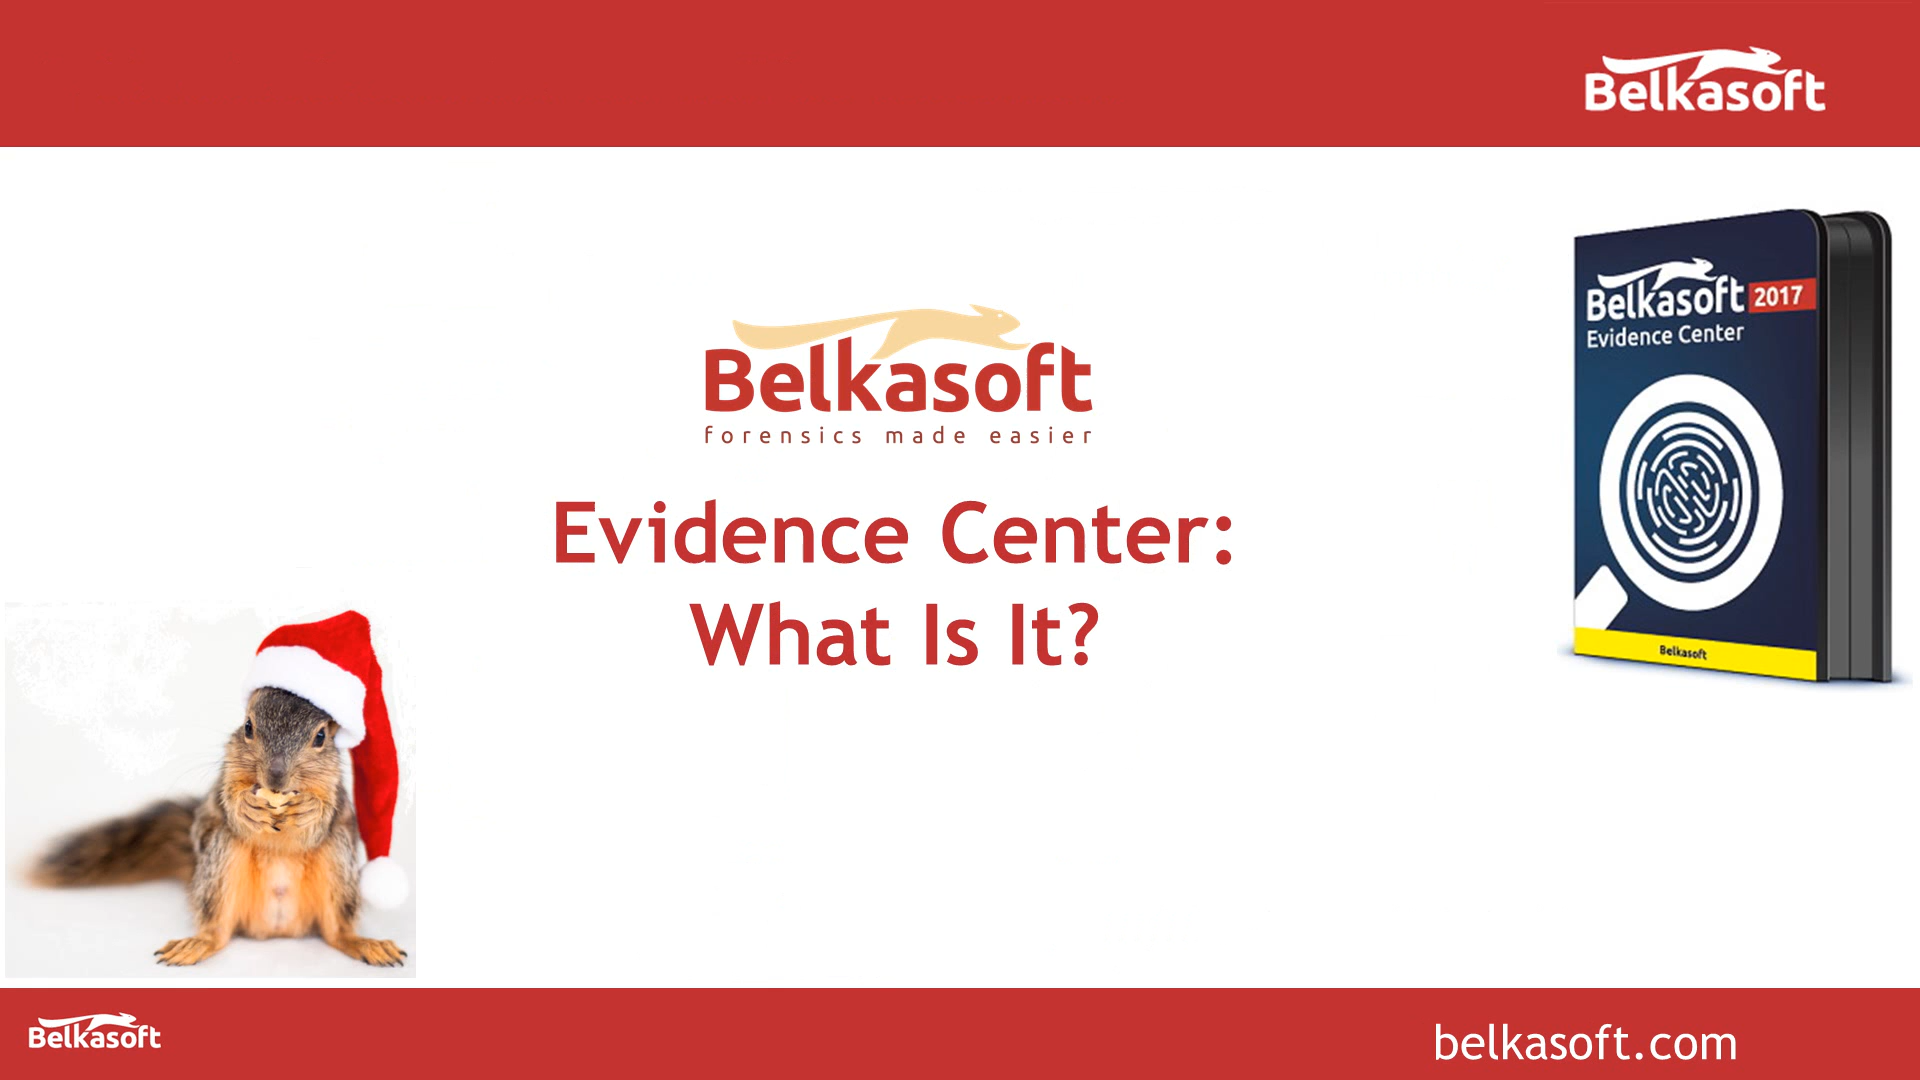 Belkasoft
Belkasoft 2017
Evidence Center
Belkasoft
Belkasoft
forensics made easier
Evidence Center:
What Is It?
Belkasoft
belkasoft.com